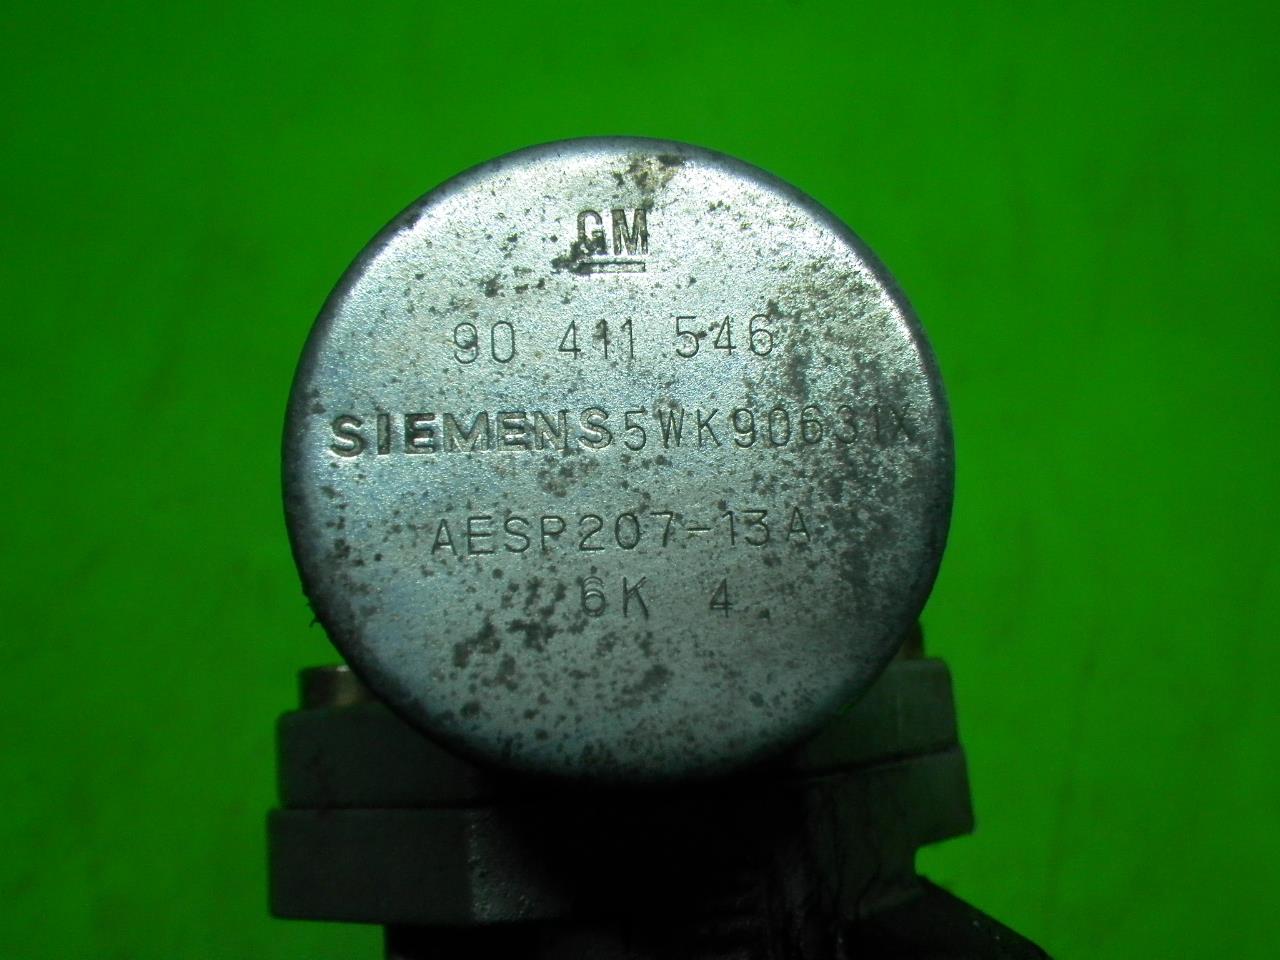 GM
90 411 546
SIEMENS 5WK90631X
AESP207-13A
6K 4